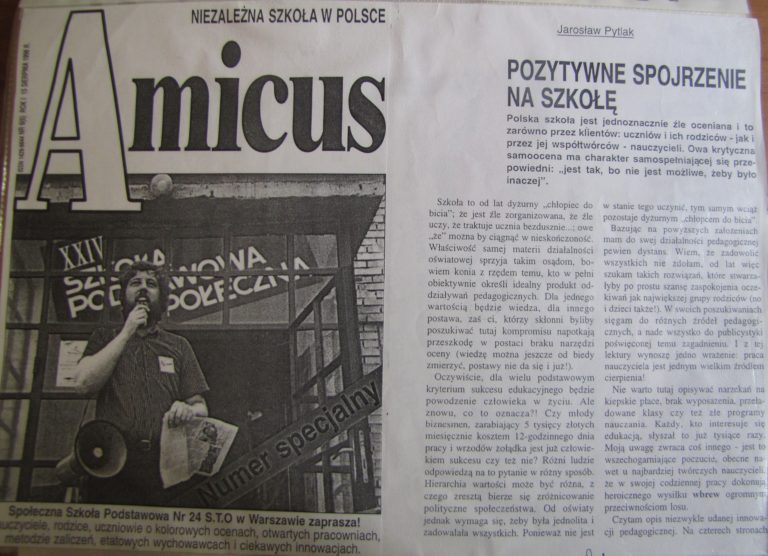 NIEZALEŻNA SZKOŁA W POLSCE
Amicus
ROK I / 15 SIERPNIA 1998 R.
XXIV
SZKOŁA PODSTAWOWA
SPOŁECZNA
Numer specjalny
Społeczna Szkoła Podstawowa Nr 24 S.T.O w Warszawie zaprasza!
nauczyciele, rodzice, uczniowie o kolorowych ocenach, otwartych pracowniach,
metodzie zaliczeń, etatowych wychowawcach i ciekawych innowacjach.
Jarosław Pytlak
POZYTYWNE SPOJRZENIE
NA SZKOŁĘ
Polska szkoła jest jednoznacznie źle oceniana i to
zarówno przez klientów: uczniów i ich rodziców - jak i
przez jej współtwórców - nauczycieli. Owa krytyczna
samoocena ma charakter samospełniającej się prze-
powiedni: „jest tak, bo nie jest możliwe, żeby było
inaczej".
Szkoła to od lat dyżurny „chłopiec do
bicia"; że jest źle zorganizowana, że źle
uczy, że traktuje ucznia bezdusznie...; owe
„że" można by ciągnąć w nieskończoność.
Właściwość samej materii działalności
oświatowej sprzyja takim osądom, bo-
wiem konia z rzędem temu, kto w pełni
obiektywnie określi idealny produkt od-
działywań pedagogicznych. Dla jednego
wartością będzie wiedza, dla innego
postawa, zaś ci, którzy skłonni byliby
poszukiwać tutaj kompromisu napotkają
przeszkodę w postaci braku narzędzi
oceny (wiedzę można jeszcze od biedy
zmierzyć, postawy nie da się i już!).
Oczywiście, dla wielu podstawowym
kryterium sukcesu edukacyjnego będzie
powodzenie człowieka w życiu. Ale
znowu, co to oznacza?! Czy młody
biznesmen, zarabiający 5 tysięcy złotych
miesięcznie kosztem 12-godzinnego dnia
pracy i wrzodów żołądka jest już człowie-
kiem sukcesu czy też nie? Różni ludzie
odpowiedzą na to pytanie w różny sposób.
Hierarchia wartości może być różna, z
czego zresztą bierze się zróżnicowanie
polityczne społeczeństwa. Od oświaty
jednak wymaga się, żeby była jednolita i
zadowalała wszystkich. Ponieważ nie jest
w stanie tego uczynić, tym samym wciąż
pozostaje dyżurnym „chłopcem do bicia".
Bazując na powyższych założeniach
mam do swej działalności pedagogicznej
pewien dystans. Wiem, że zadowolić
wszystkich nie zdołam, od lat więc
szukam takich rozwiązań, które stwarza-
łyby po prostu szansę zaspokojenia ocze-
kiwań jak największej grupy rodziców (no
i dzieci także!). W swoich poszukiwaniach
sięgam do różnych źródeł pedagogi-
cznych, a nade wszystko do publicystyki
poświęconej temu zagadnieniu. I z tej
lektury wynoszę jedno wrażenie: praca
nauczyciela jest jednym wielkim źródłem
cierpienia!
Nie warto tutaj opisywać narzekań na
kiepskie płace, brak wyposażenia, przeła-
dowane klasy czy też złe programy
nauczania. Każdy, kto interesuje się
edukacją, słyszał to już tysiące razy.
Moją uwagę zwraca coś innego - jest to
wszechogarniające poczucie, obecne na-
wet u najbardziej twórczych nauczycieli,
że w swojej codziennej pracy dokonują
heroicznego wysiłku wbrew ogromnym
przeciwnościom losu.
Czytam opis niezwykle udanej innowa-
cji pedagogicznej. Na czterech stronach